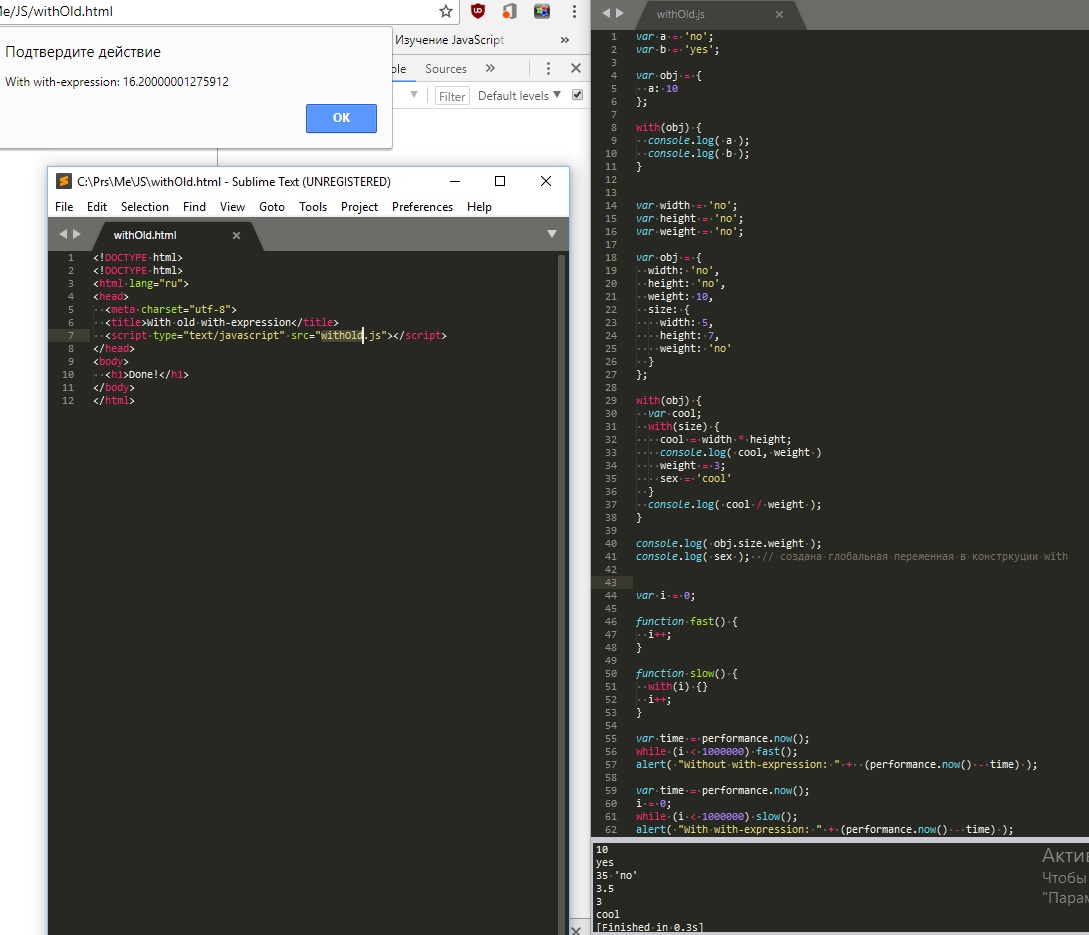 Me/JS/withOld.html
Подтвердите действие
With with-expression: 16.20000001275912
OK
Изучение JavaScript
»
Sources
»
Filter
Default levels ▼
C:\Prs\Me\JS\withOld.html - Sublime Text (UNREGISTERED)
File Edit Selection Find View Goto Tools Project Preferences Help
withOld.html
1 <!DOCTYPE html>
2 <!DOCTYPE html>
3 <html lang="ru">
4 <head>
5 <meta charset="utf-8">
6 <title>With old with-expression</title>
7 <script type="text/javascript" src="withOld.js"></script>
8 </head>
9 <body>
10 <h1>Done!</h1>
11 </body>
12 </html>
withOld.js
1 var a = 'no';
2 var b = 'yes';
3
4 var obj = {
5 a: 10
6 };
7
8 with(obj) {
9 console.log( a );
10 console.log( b );
11 }
12
13
14 var width = 'no';
15 var height = 'no';
16 var weight = 'no';
17
18 var obj = {
19 width: 'no',
20 height: 'no',
21 weight: 10,
22 size: {
23 width: 5,
24 height: 7,
25 weight: 'no'
26 }
27 };
28
29 with(obj) {
30 var cool;
31 with(size) {
32 cool = width * height;
33 console.log( cool, weight )
34 weight = 3;
35 sex = 'cool'
36 }
37 console.log( cool / weight );
38 }
39
40 console.log( obj.size.weight );
41 console.log( sex ); // создана глобальная переменная в констркуции with
42
43
44 var i = 0;
45
46 function fast() {
47 i++;
48 }
49
50 function slow() {
51 with(i) {}
52 i++;
53 }
54
55 var time = performance.now();
56 while (i < 1000000) fast();
57 alert( "Without with-expression: " + (performance.now() - time) );
58
59 var time = performance.now();
60 i = 0;
61 while (i < 1000000) slow();
62 alert( "With with-expression: " + (performance.now() - time) );
10
yes
35 'no'
3.5
3
cool
[Finished in 0.3s]
Чтобы